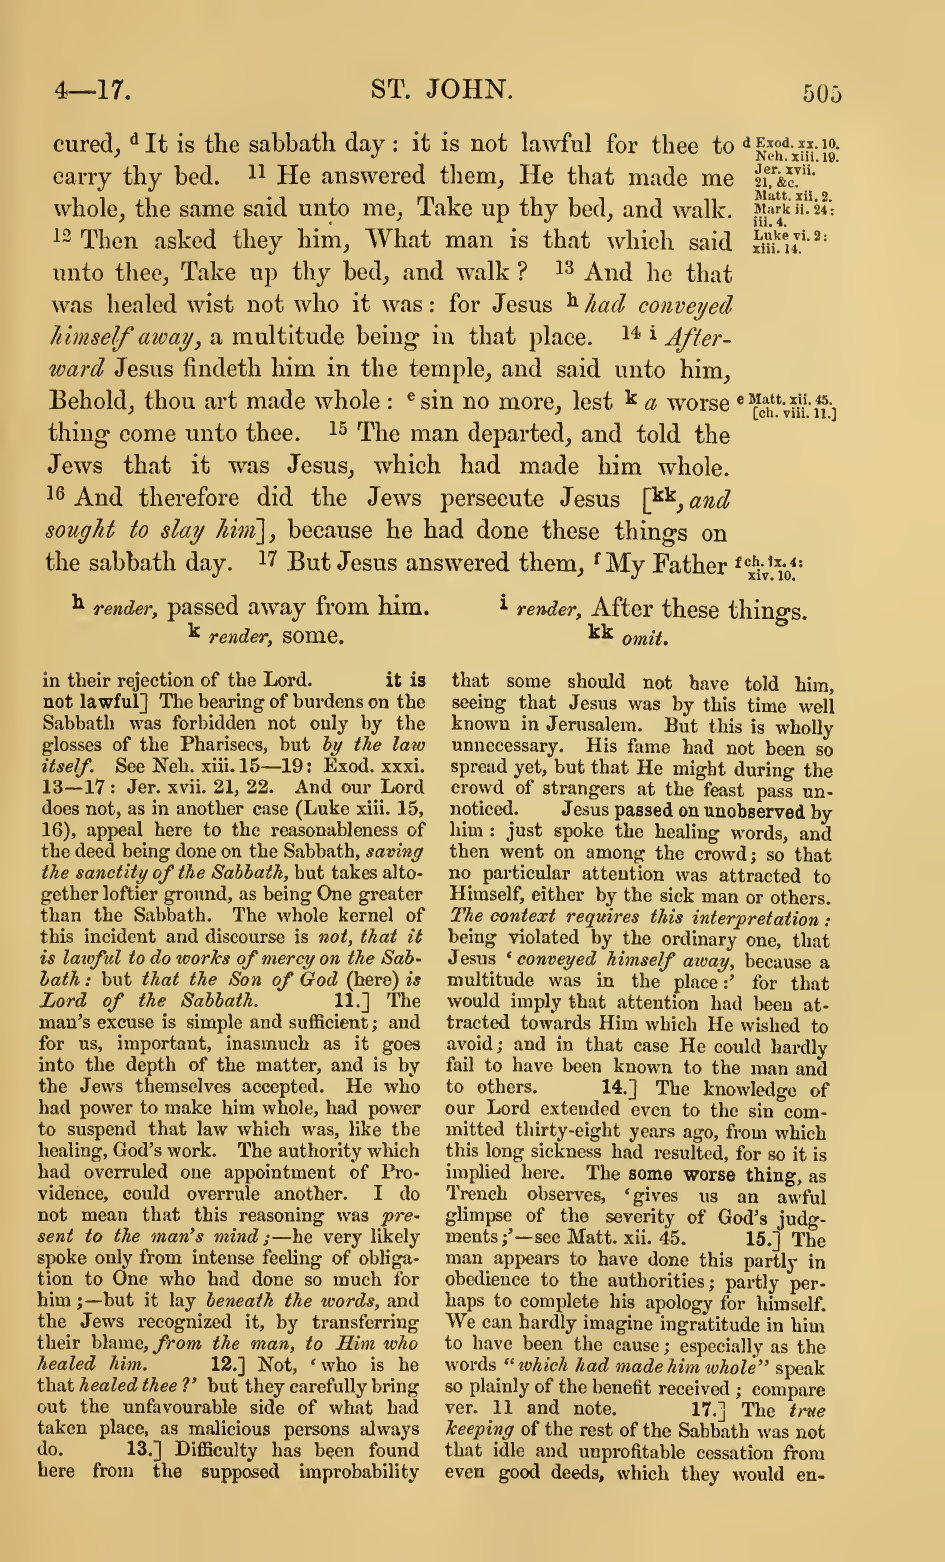 4—17. ST. JOHN. 505
cured, d It is the sabbath day : it is not lawful for thee to
carry thy bed. 11 He answered them, He that made me
whole, the same said unto me, Take up thy bed, and walk.
12 Then asked they him, What man is that which said
unto thee, Take up thy bed, and walk ? 13 And he that
was healed wist not who it was : for Jesus h had conveyed
himself away, a multitude being in that place. 14 i After-
ward Jesus findeth him in the temple, and said unto him,
Behold, thou art made whole : e sin no more, lest k a worse
thing come unto thee. 15 The man departed, and told the
Jews that it was Jesus, which had made him whole.
16 And therefore did the Jews persecute Jesus [kk, and
sought to slay him], because he had done these things on
the sabbath day. 17 But Jesus answered them, f My Father
d Exod. xx. 10.
Neh. xiii. 19.
Jer. xvii.
21, &c.
Matt. xii. 2.
Mark ii. 24:
iii. 4.
Luke vi. 2:
xiii. 14.
e Matt. xii. 45.
[ch. viii. 11.]
f ch. ix. 4:
xiv. 10.
h render, passed away from him. i render, After these things.
k render, some. kk omit.
in their rejection of the Lord. it is
not lawful] The bearing of burdens on the
Sabbath was forbidden not only by the
glosses of the Pharisees, but by the law
itself. See Neh. xiii. 15—19: Exod. xxxi.
13—17: Jer. xvii. 21, 22. And our Lord
does not, as in another case (Luke xiii. 15,
16), appeal here to the reasonableness of
the deed being done on the Sabbath, saving
the sanctity of the Sabbath, but takes alto-
gether loftier ground, as being One greater
than the Sabbath. The whole kernel of
this incident and discourse is not, that it
is lawful to do works of mercy on the Sab-
bath: but that the Son of God (here) is
Lord of the Sabbath. 11.] The
man's excuse is simple and sufficient; and
for us, important, inasmuch as it goes
into the depth of the matter, and is by
the Jews themselves accepted. He who
had power to make him whole, had power
to suspend that law which was, like the
healing, God's work. The authority which
had overruled one appointment of Pro-
vidence, could overrule another. I do
not mean that this reasoning was pre-
sent to the man's mind;—he very likely
spoke only from intense feeling of obliga-
tion to One who had done so much for
him;—but it lay beneath the words, and
the Jews recognized it, by transferring
their blame, from the man, to Him who
healed him. 12.] Not, 'who is he
that healed thee?' but they carefully bring
out the unfavourable side of what had
taken place, as malicious persons always
do. 13.] Difficulty has been found
here from the supposed improbability
that some should not have told him,
seeing that Jesus was by this time well
known in Jerusalem. But this is wholly
unnecessary. His fame had not been so
spread yet, but that He might during the
crowd of strangers at the feast pass un-
noticed. Jesus passed on unobserved by
him : just spoke the healing words, and
then went on among the crowd; so that
no particular attention was attracted to
Himself, either by the sick man or others.
The context requires this interpretation :
being violated by the ordinary one, that
Jesus 'conveyed himself away, because a
multitude was in the place:' for that
would imply that attention had been at-
tracted towards Him which He wished to
avoid; and in that case He could hardly
fail to have been known to the man and
to others. 14.] The knowledge of
our Lord extended even to the sin com-
mitted thirty-eight years ago, from which
this long sickness had resulted, for so it is
implied here. The some worse thing, as
Trench observes, 'gives us an awful
glimpse of the severity of God's judg-
ments;'—see Matt. xii. 45. 15.] The
man appears to have done this partly in
obedience to the authorities; partly per-
haps to complete his apology for himself.
We can hardly imagine ingratitude in him
to have been the cause; especially as the
words "which had made him whole" speak
so plainly of the benefit received; compare
ver. 11 and note. 17.] The true
keeping of the rest of the Sabbath was not
that idle and unprofitable cessation from
even good deeds, which they would en-